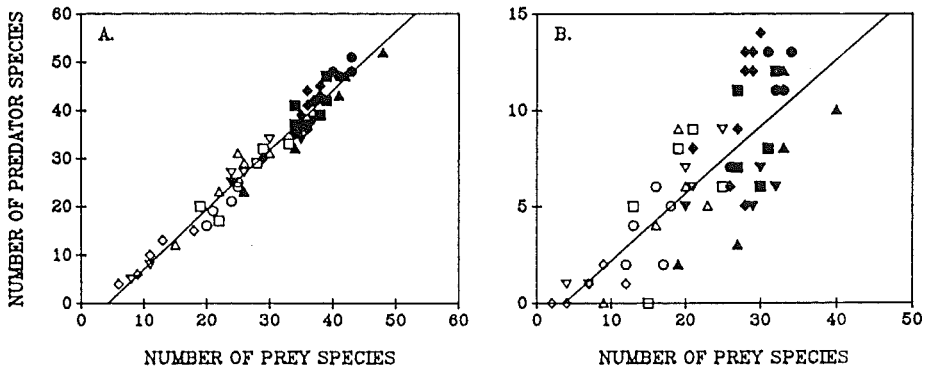 A.
NUMBER OF PREDATOR SPECIES
60
50
40
30
20
10
0
0 10 20 30 40 50 60
NUMBER OF PREY SPECIES
B.
15
10
5
0
0 10 20 30 40 50
NUMBER OF PREY SPECIES